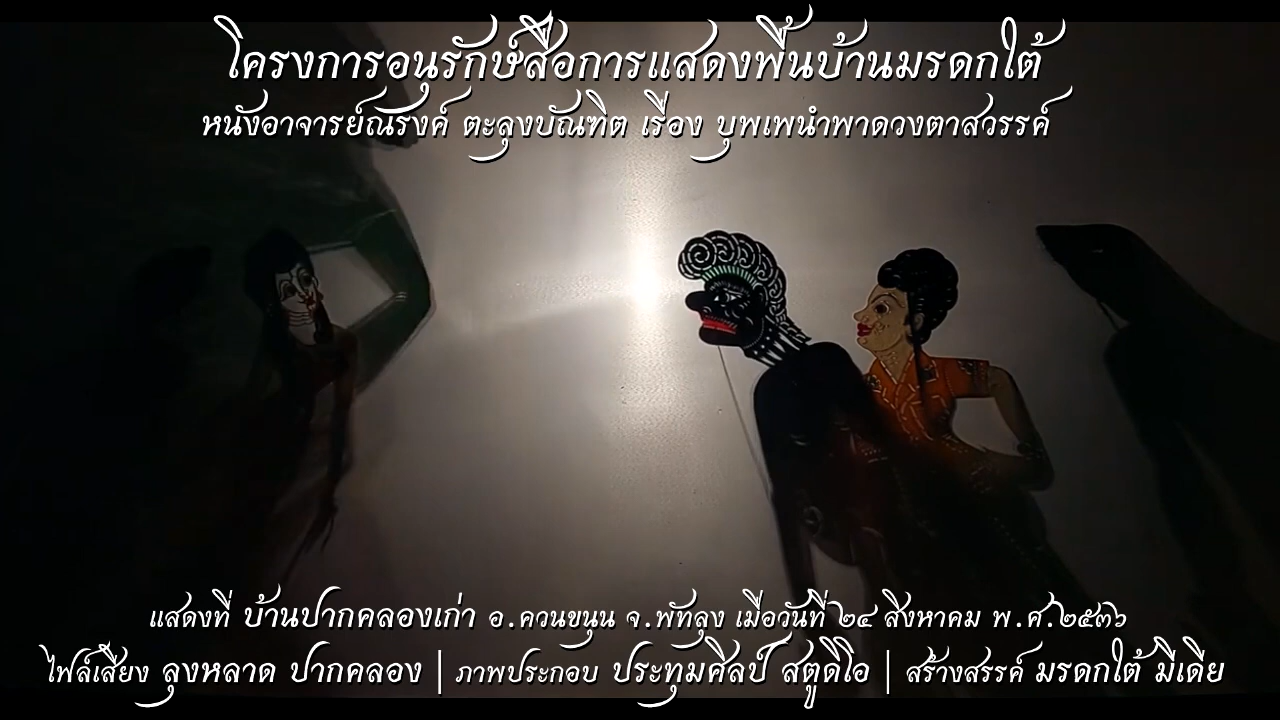 โครงการอนุรักษ์สื่อการแสดงพื้นบ้านมรดกใต้
หนังอาจารย์ณรงค์ ตะลุงบัณฑิต เรื่อง บุพเพนำพาดวงตาสวรรค์
แสดงที่ บ้านปากคลองเก่า อ.ควนขนุน จ.พัทลุง เมื่อวันที่ ๒๔ สิงหาคม พ.ศ.๒๕๓๖
ไฟล์เสียง ลุงหลาด ปากคลอง | ภาพประกอบ ประทุมศิลป์ สตูดิโอ | สร้างสรรค์ มรดกใต้ มีเดีย